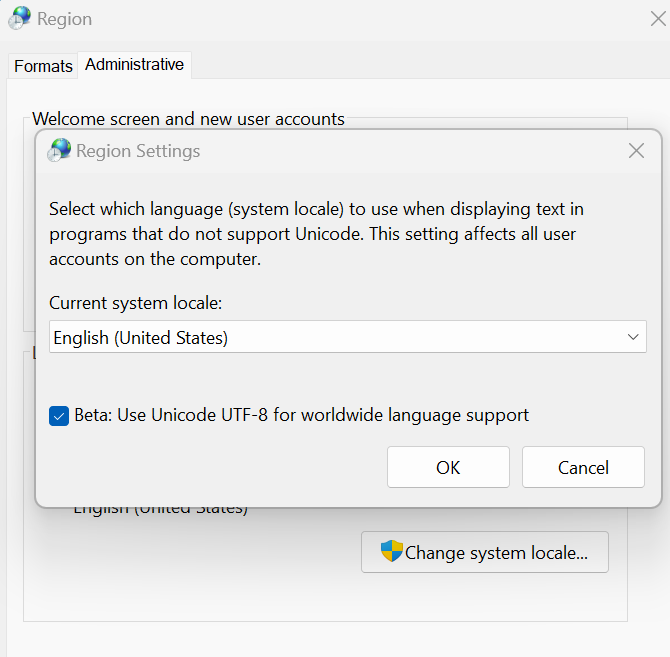 Region
Formats
Administrative
Welcome screen and new user accounts
Region Settings
Select which language (system locale) to use when displaying text in
programs that do not support Unicode. This setting affects all user
accounts on the computer.
Current system locale:
English (United States)
Beta: Use Unicode UTF-8 for worldwide language support
OK
Cancel
English (United States)
Change system locale...